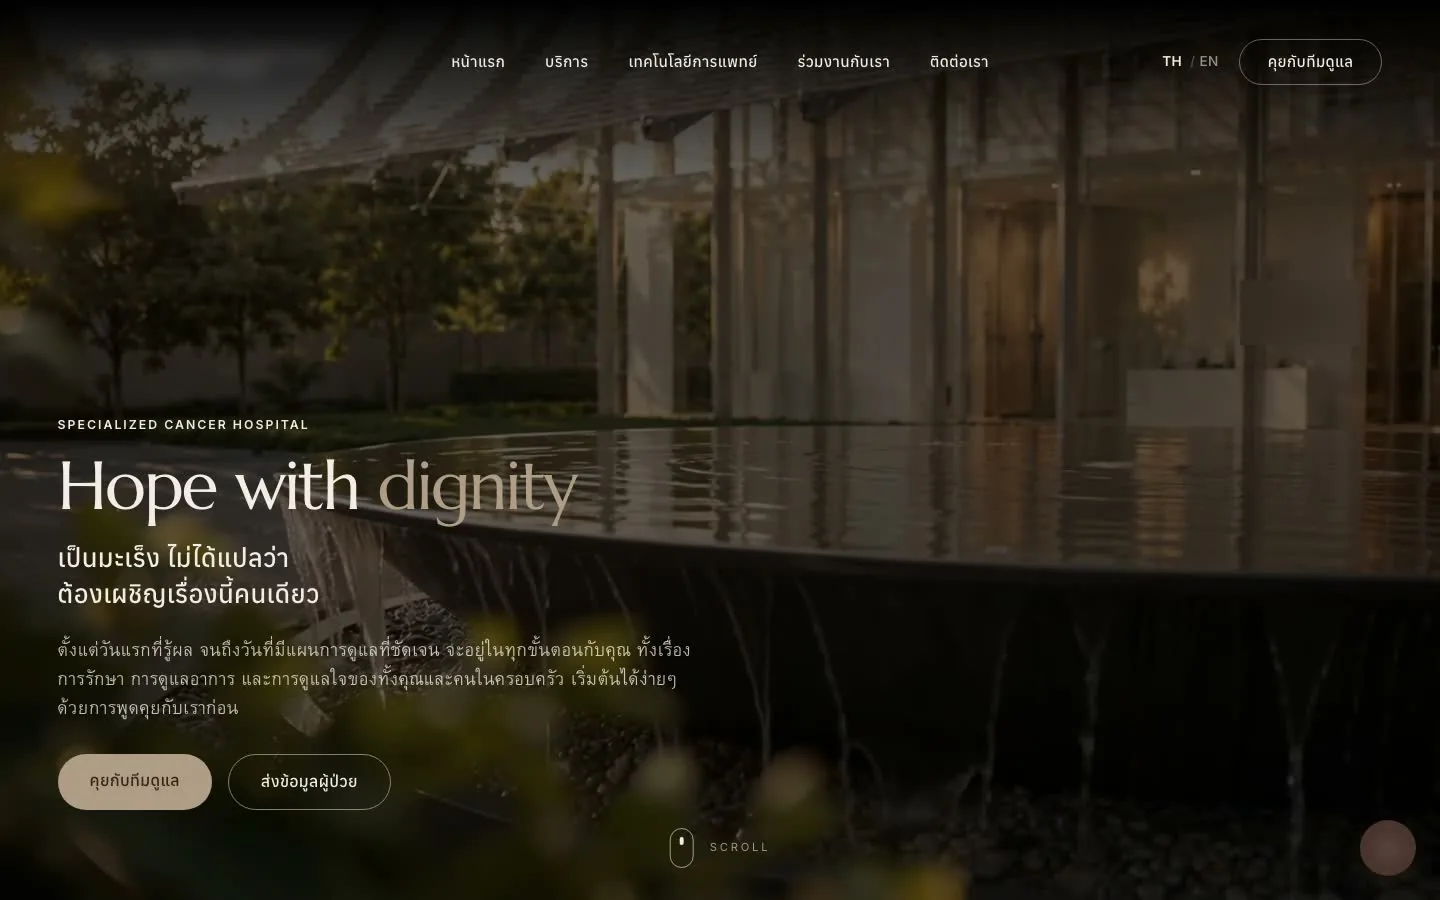 หน้าแรก
บริการ
เทคโนโลยีการแพทย์
ร่วมงานกับเรา
ติดต่อเรา
TH / EN
คุยกับทีมดูแล
SPECIALIZED CANCER HOSPITAL
Hope with dignity
เป็นมะเร็ง ไม่ได้แปลว่า
ต้องเผชิญเรื่องนี้คนเดียว
ตั้งแต่วันแรกที่รู้ผล จนถึงวันที่มีแผนการดูแลที่ชัดเจน จะอยู่ในทุกขั้นตอนกับคุณ ทั้งเรื่อง
การรักษา การดูแลอาการ และการดูแลใจของทั้งคุณและคนในครอบครัว เริ่มต้นได้ง่ายๆ
ด้วยการพูดคุยกับเราก่อน
คุยกับทีมดูแล
ส่งข้อมูลผู้ป่วย
SCROLL